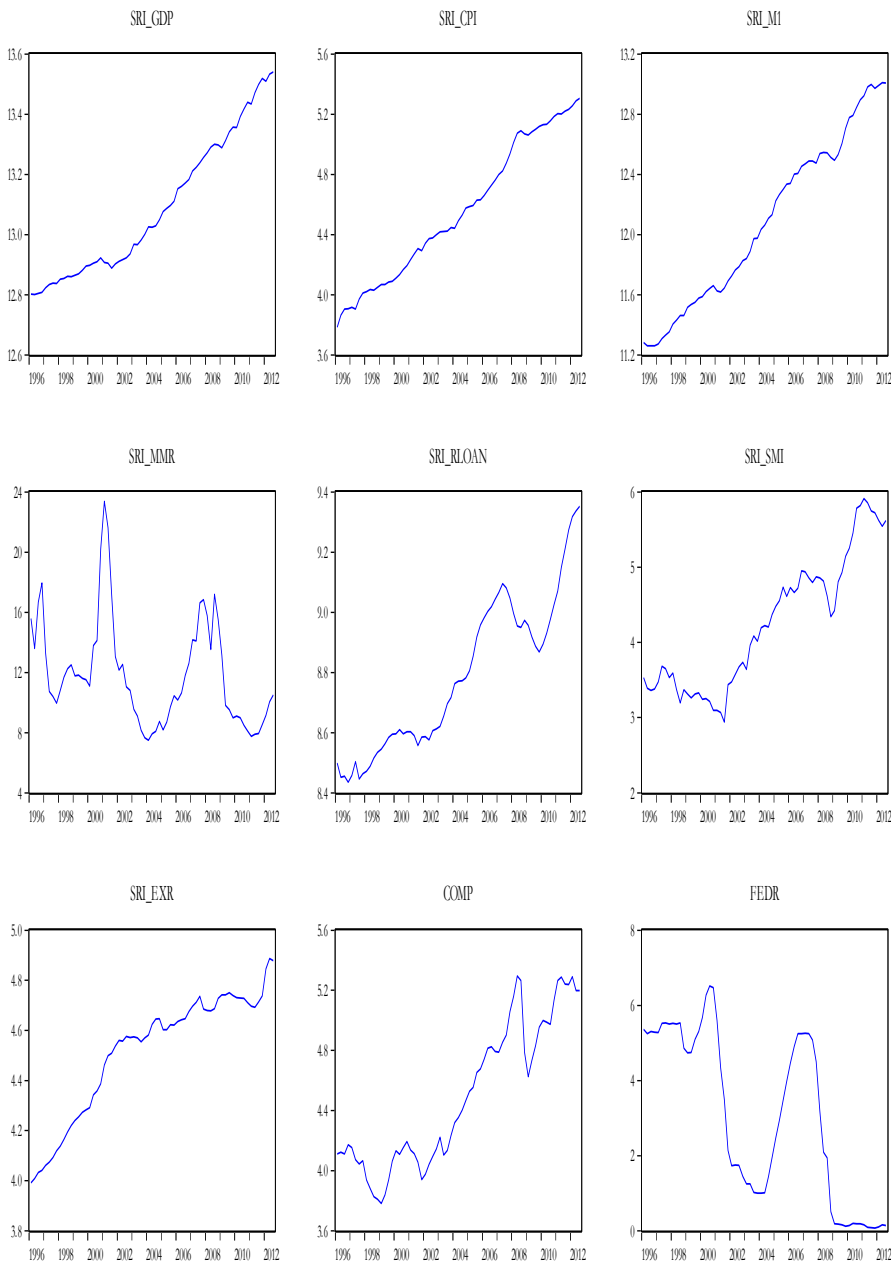 SRI_GDP SRI_CPI SRI_M1
13.6 5.6 13.2
13.4 5.2 12.8
13.2 4.8 12.4
13.0 4.4 12.0
12.8 4.0 11.6
12.6 3.6 11.2
1996 1998 2000 2002 2004 2006 2008 2010 2012 1996 1998 2000 2002 2004 2006 2008 2010 2012 1996 1998 2000 2002 2004 2006 2008 2010 2012
SRI_MMR SRI_RLOAN SRI_SMI
24 9.4 6
20 9.2
5
16 9.0
4
12 8.8
8 8.6 3
4 8.4 2
1996 1998 2000 2002 2004 2006 2008 2010 2012 1996 1998 2000 2002 2004 2006 2008 2010 2012 1996 1998 2000 2002 2004 2006 2008 2010 2012
SRI_EXR COMP FEDR
5.0 5.6 8
4.8 5.2
6
4.6 4.8
4.4 4
4.4
4.2 4.0 2
4.0
3.8 3.6 0
1996 1998 2000 2002 2004 2006 2008 2010 2012 1996 1998 2000 2002 2004 2006 2008 2010 2012 1996 1998 2000 2002 2004 2006 2008 2010 2012